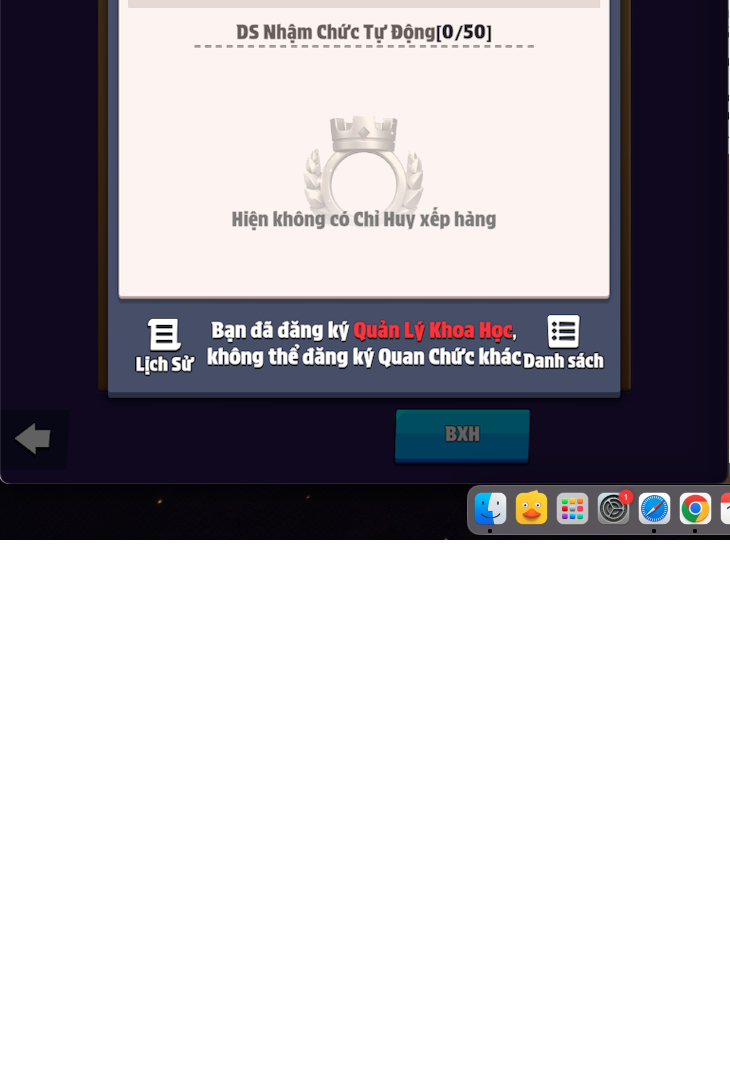 DS Nhậm Chức Tự Động[0/50]
Hiện không có Chỉ Huy xếp hàng
Bạn đã đăng ký Quản Lý Khoa Học,
không thể đăng ký Quan Chức khác
Lịch Sử
Danh sách
BXH
1